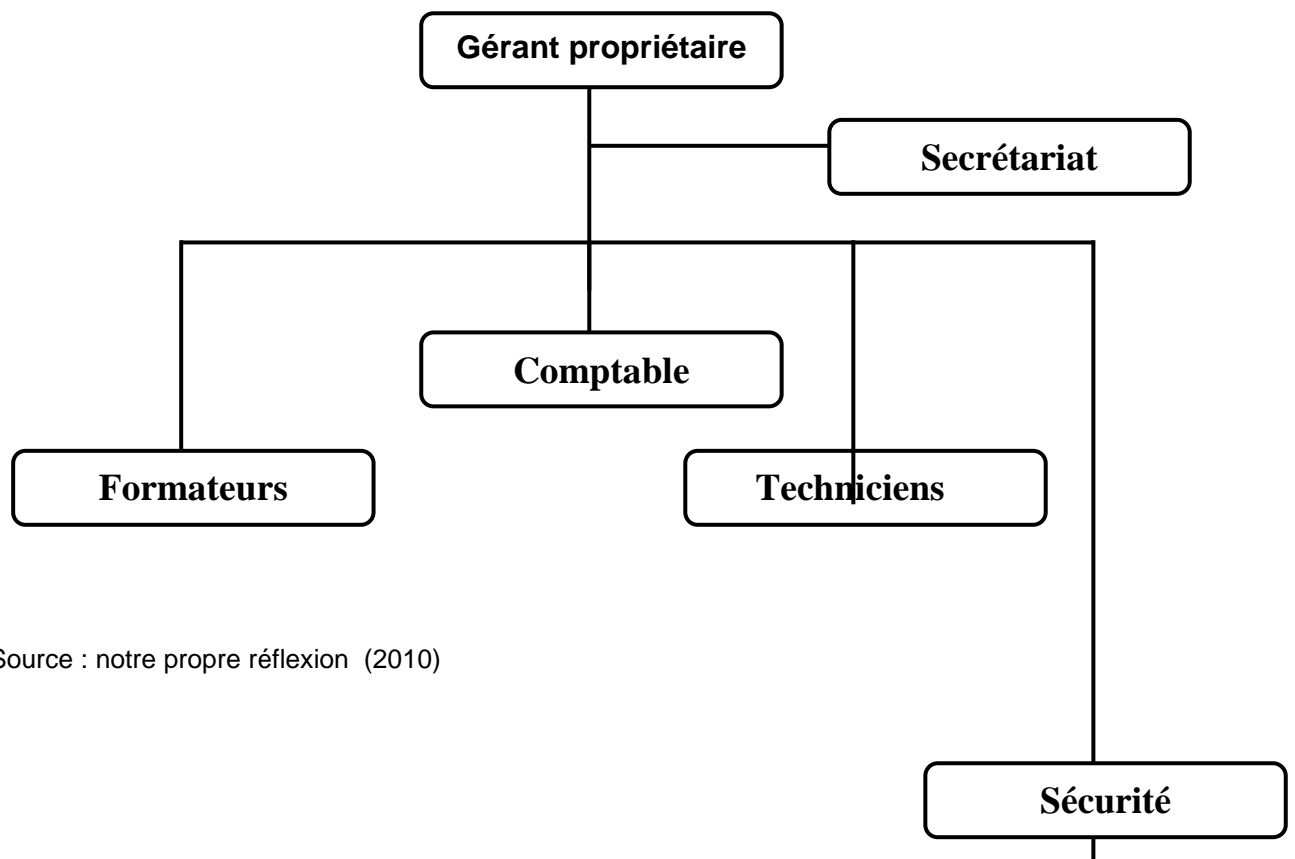 Gérant propriétaire
Secrétariat
Comptable
Formateurs
Techniciens
Source : notre propre réflexion (2010)
Sécurité